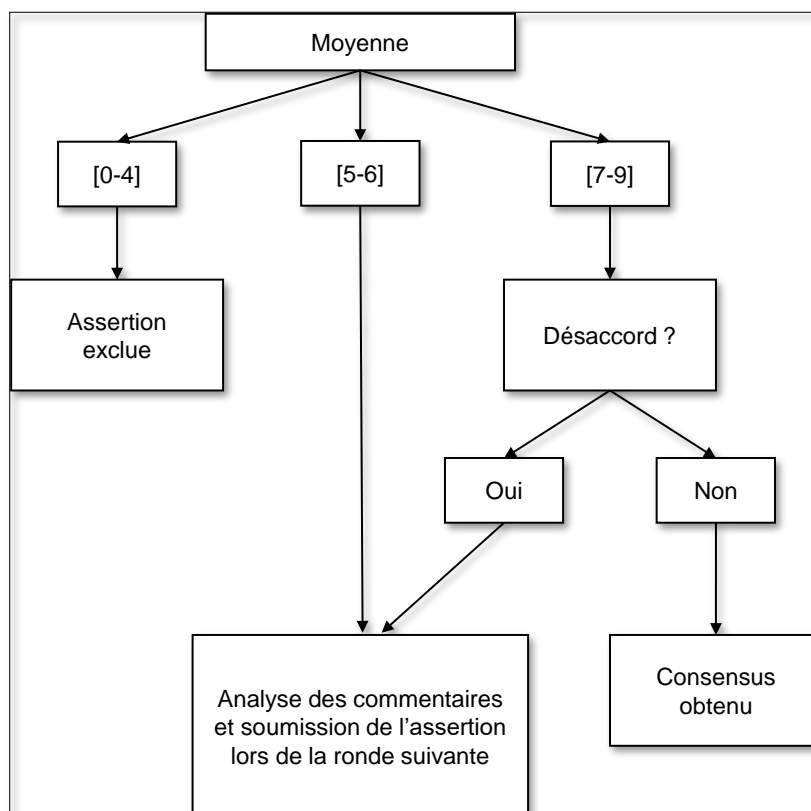 Moyenne
[0-4]
[5-6]
[7-9]
Assertion
exclue
Désaccord ?
Oui
Non
Analyse des commentaires
et soumission de l’assertion
lors de la ronde suivante
Consensus
obtenu